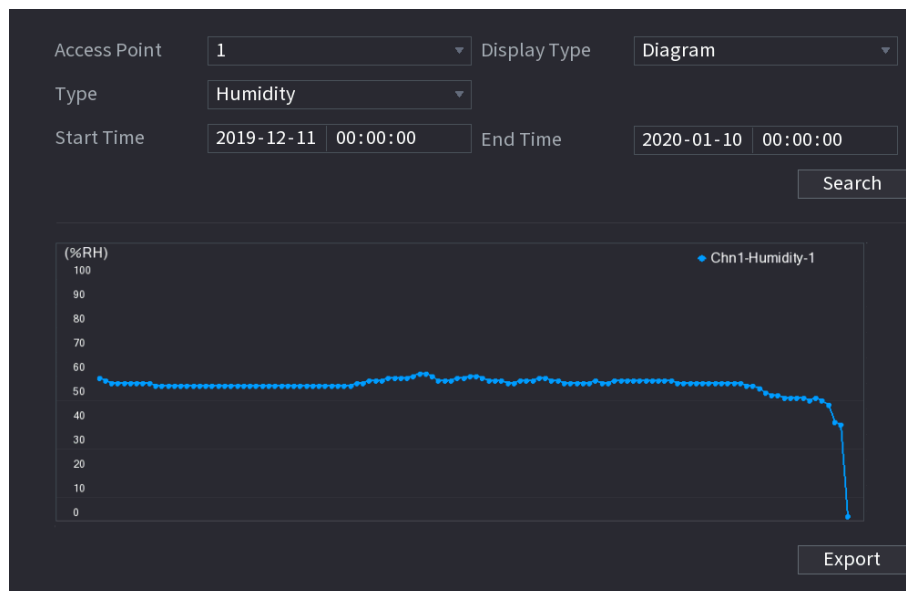 Access Point 1 Display Type Diagram
Type Humidity
Start Time 2019-12-11 00:00:00 End Time 2020-01-10 00:00:00
Search
(%RH)
Chn1-Humidity-1
100
90
80
70
60
50
40
30
20
10
0
Export